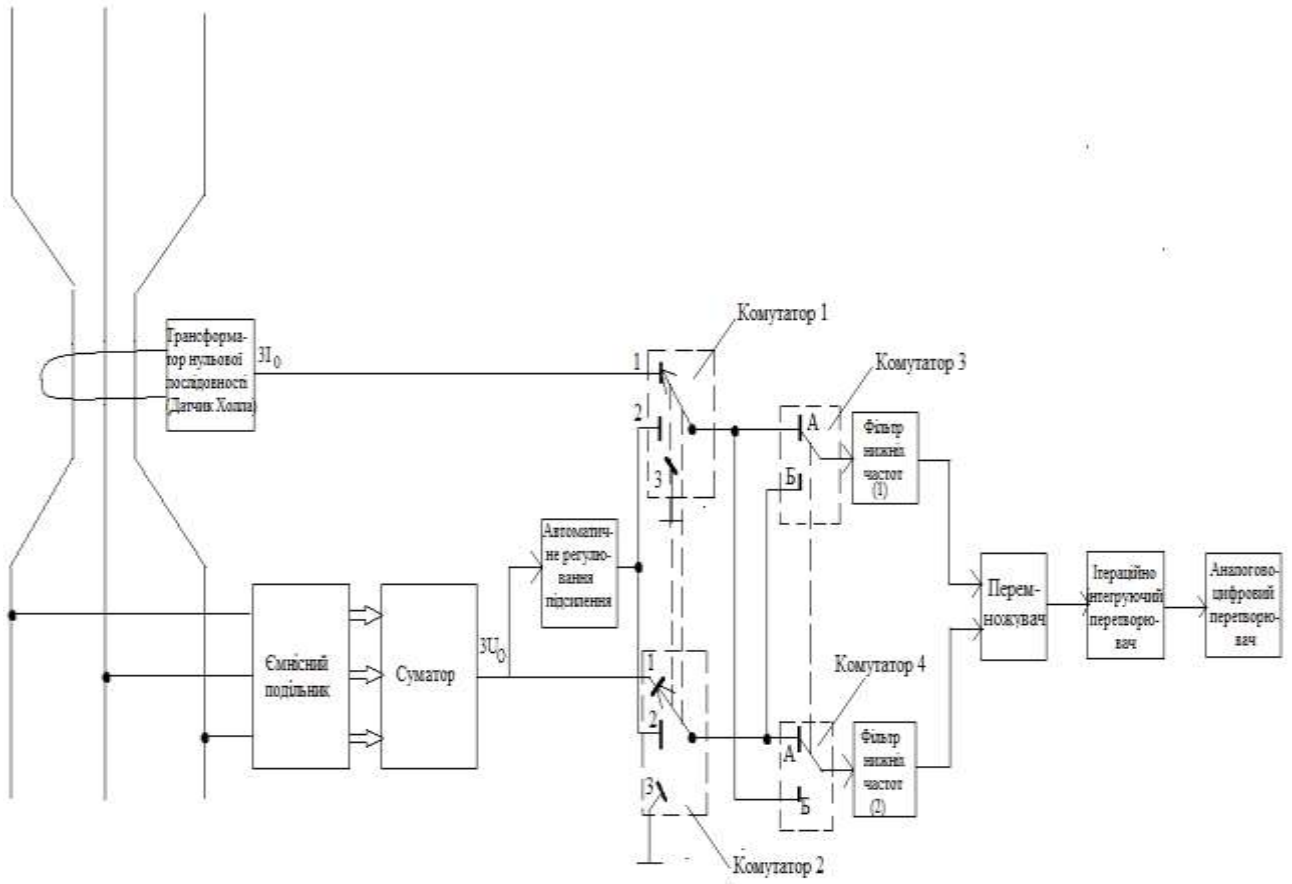 Трансформа-
тор нульової
послідовності
(Датчик Холла)
3I0
Комутатор 1
1
2
3
Комутатор 3
А
Б
Фільтр
нижніх
частот
(1)
Автоматич-
не регулю-
вання
підсилення
Ємнісний
подільник
Суматор
3U0
1
2
3
Комутатор 2
Комутатор 4
А
Б
Фільтр
нижніх
частот
(2)
Перем-
ножувач
Ітераційно
інтегруючий
перетворю-
вач
Аналогово-
цифровий
перетворю-
вач